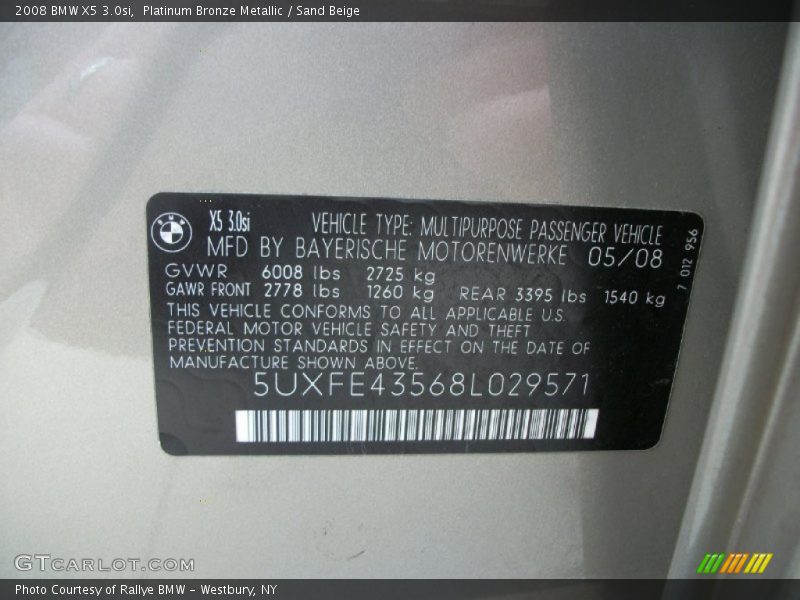 2008 BMW X5 3.0si, Platinum Bronze Metallic / Sand Beige
BMW
X5 3.0si VEHICLE TYPE: MULTIPURPOSE PASSENGER VEHICLE
MFD BY BAYERISCHE MOTORENWERKE 05/08
GVWR 6008 lbs 2725 kg
GAWR FRONT 2778 lbs 1260 kg REAR 3395 lbs 1540 kg
THIS VEHICLE CONFORMS TO ALL APPLICABLE U.S.
FEDERAL MOTOR VEHICLE SAFETY AND THEFT
PREVENTION STANDARDS IN EFFECT ON THE DATE OF
MANUFACTURE SHOWN ABOVE.
5UXFE43568L029571
7 012 956
GTCARLOT.COM
Photo Courtesy of Rallye BMW - Westbury, NY